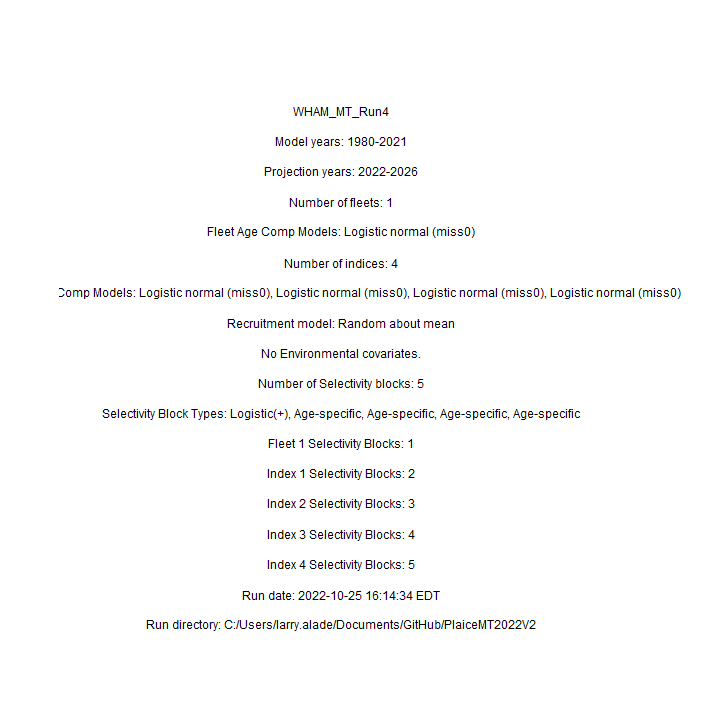 WHAM_MT_Run4
Model years: 1980-2021
Projection years: 2022-2026
Number of fleets: 1
Fleet Age Comp Models: Logistic normal (miss0)
Number of indices: 4
Comp Models: Logistic normal (miss0), Logistic normal (miss0), Logistic normal (miss0), Logistic normal (miss0)
Recruitment model: Random about mean
No Environmental covariates.
Number of Selectivity blocks: 5
Selectivity Block Types: Logistic(+), Age-specific, Age-specific, Age-specific, Age-specific
Fleet 1 Selectivity Blocks: 1
Index 1 Selectivity Blocks: 2
Index 2 Selectivity Blocks: 3
Index 3 Selectivity Blocks: 4
Index 4 Selectivity Blocks: 5
Run date: 2022-10-25 16:14:34 EDT
Run directory: C:/Users/larry.alade/Documents/GitHub/PlaiceMT2022V2